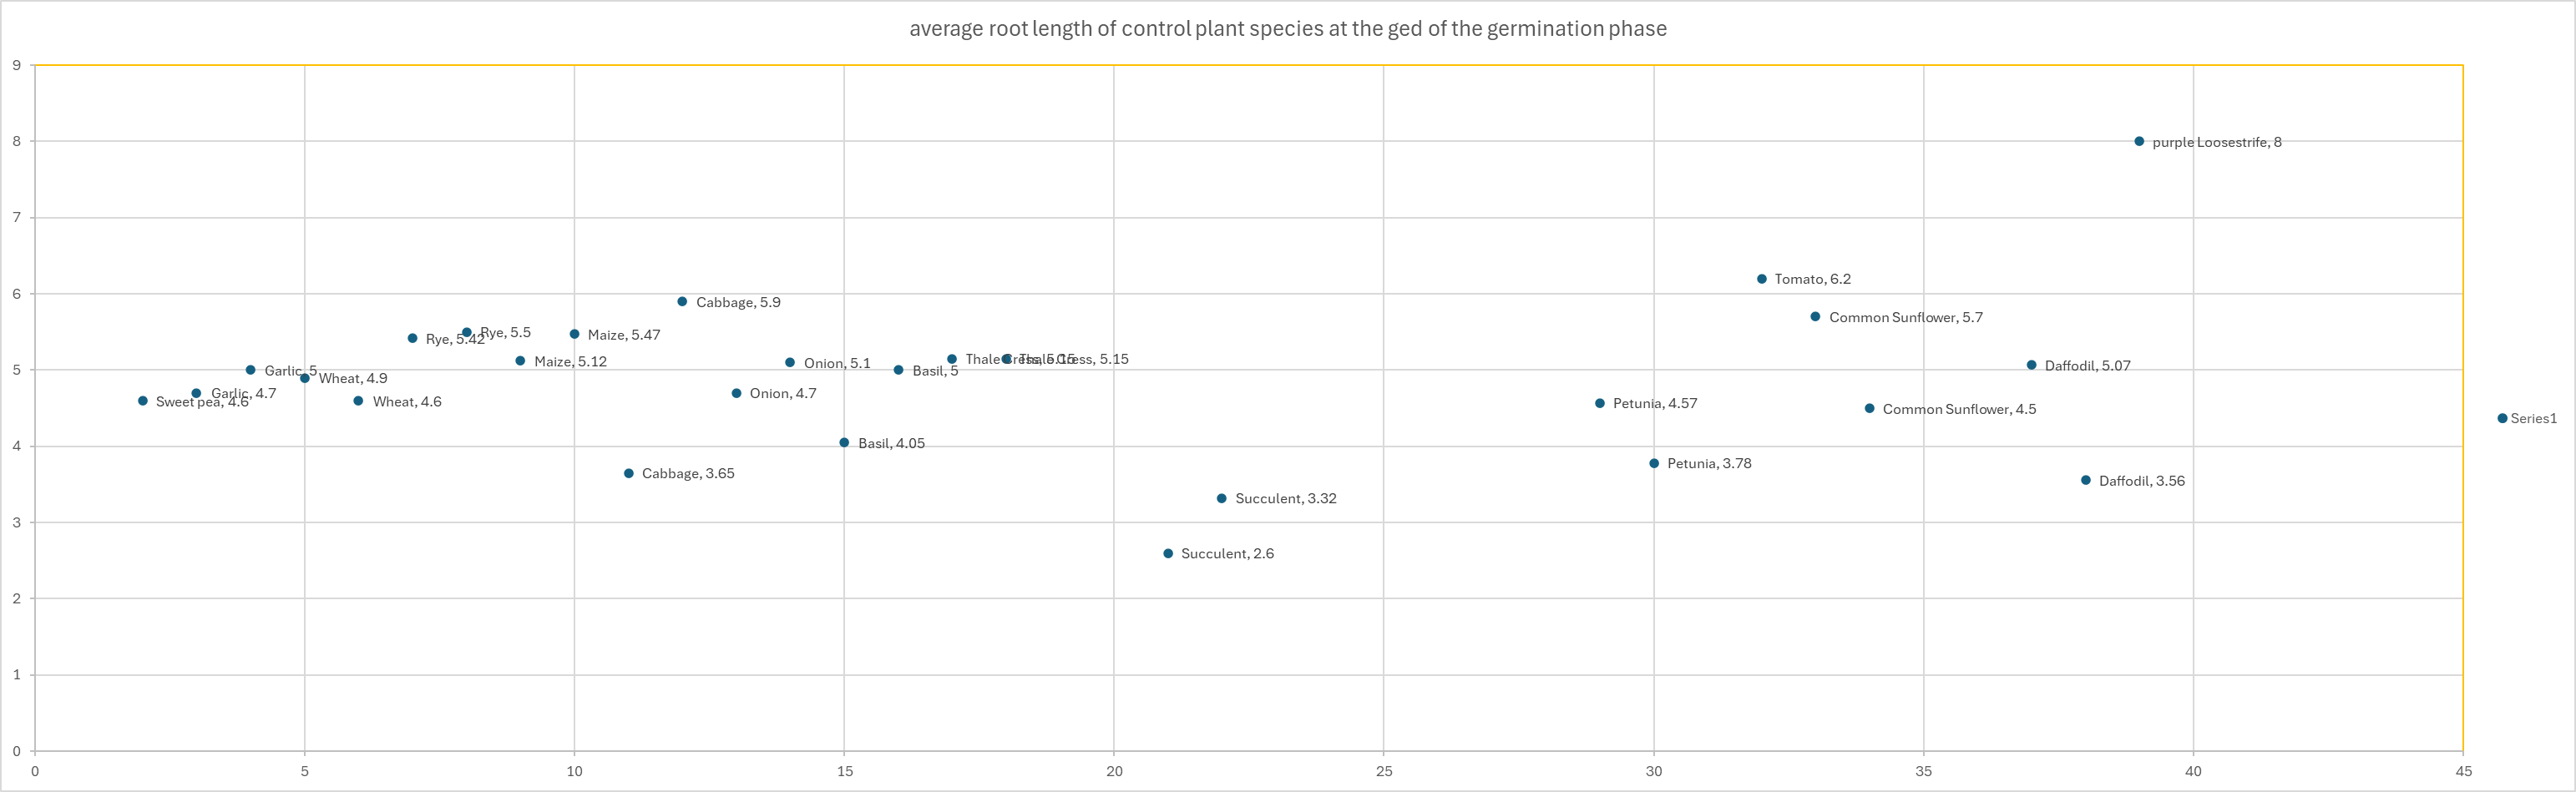 average root length of control plant species at the ged of the germination phase
9
8
7
6
5
4
3
2
1
0
purple Loosestrife, 8
Tomato, 6.2
Cabbage, 5.9
Common Sunflower, 5.7
Rye, 5.5
Maize, 5.47
Rye, 5.42
Thale Cress, 5.15
Thale Cress, 5.15
Maize, 5.12
Onion, 5.1
Daffodil, 5.07
Garlic, 5
Basil, 5
Wheat, 4.9
Garlic, 4.7
Onion, 4.7
Sweet pea, 4.6
Wheat, 4.6
Petunia, 4.57
Common Sunflower, 4.5
Series1
Basil, 4.05
Petunia, 3.78
Cabbage, 3.65
Daffodil, 3.56
Succulent, 3.32
Succulent, 2.6
0 5 10 15 20 25 30 35 40 45